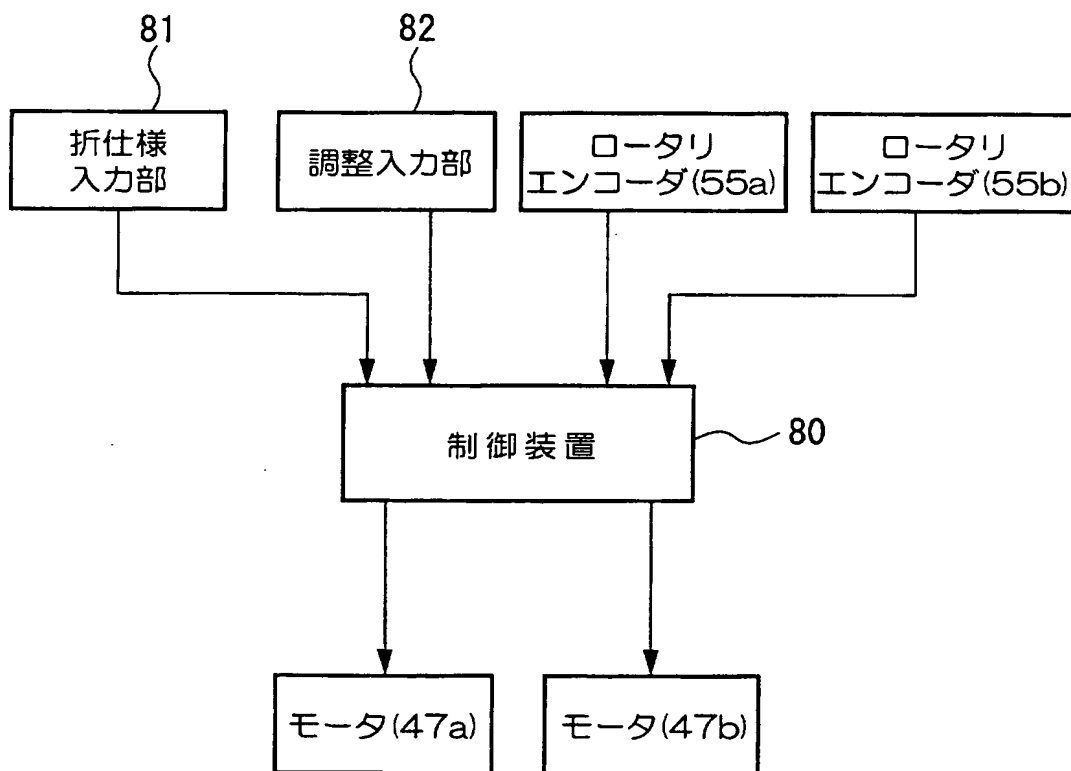 81
82
折仕様
入力部
調整入力部
ロータリ
エンコーダ(55a)
ロータリ
エンコーダ(55b)
制御装置
80
モータ(47a)
モータ(47b)